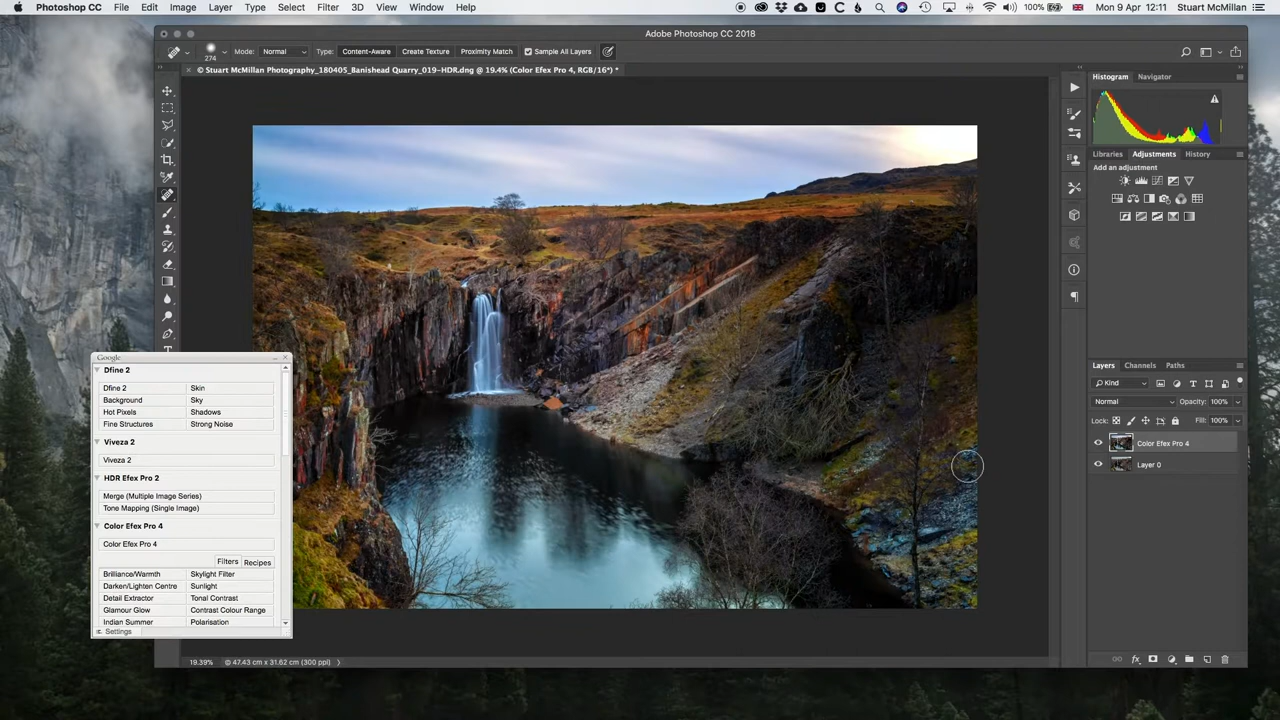 Photoshop CC File Edit Image Layer Type Select Filter 3D View Window Help 100% Mon 9 Apr 12:11 Stuart McMillan
Adobe Photoshop CC 2018
274 Mode: Normal Type: Content-Aware Create Texture Proximity Match Sample All Layers
© Stuart McMillan Photography_180405_Banishead Quarry_019-HDR.dng @ 19.4% (Color Efex Pro 4, RGB/16*) *
Histogram Navigator
Libraries Adjustments History
Add an adjustment
Google
Dfine 2
Dfine 2 Skin
Background Sky
Hot Pixels Shadows
Fine Structures Strong Noise
Viveza 2
Viveza 2
HDR Efex Pro 2
Merge (Multiple Image Series)
Tone Mapping (Single Image)
Color Efex Pro 4
Color Efex Pro 4
Filters Recipes
Brilliance/Warmth Skylight Filter
Darken/Lighten Centre Sunlight
Detail Extractor Tonal Contrast
Glamour Glow Contrast Colour Range
Indian Summer Polarisation
Settings
Layers Channels Paths
Kind
Normal Opacity: 100%
Lock: Fill: 100%
Color Efex Pro 4
Layer 0
19.39% © 47.43 cm x 31.62 cm (300 ppi)